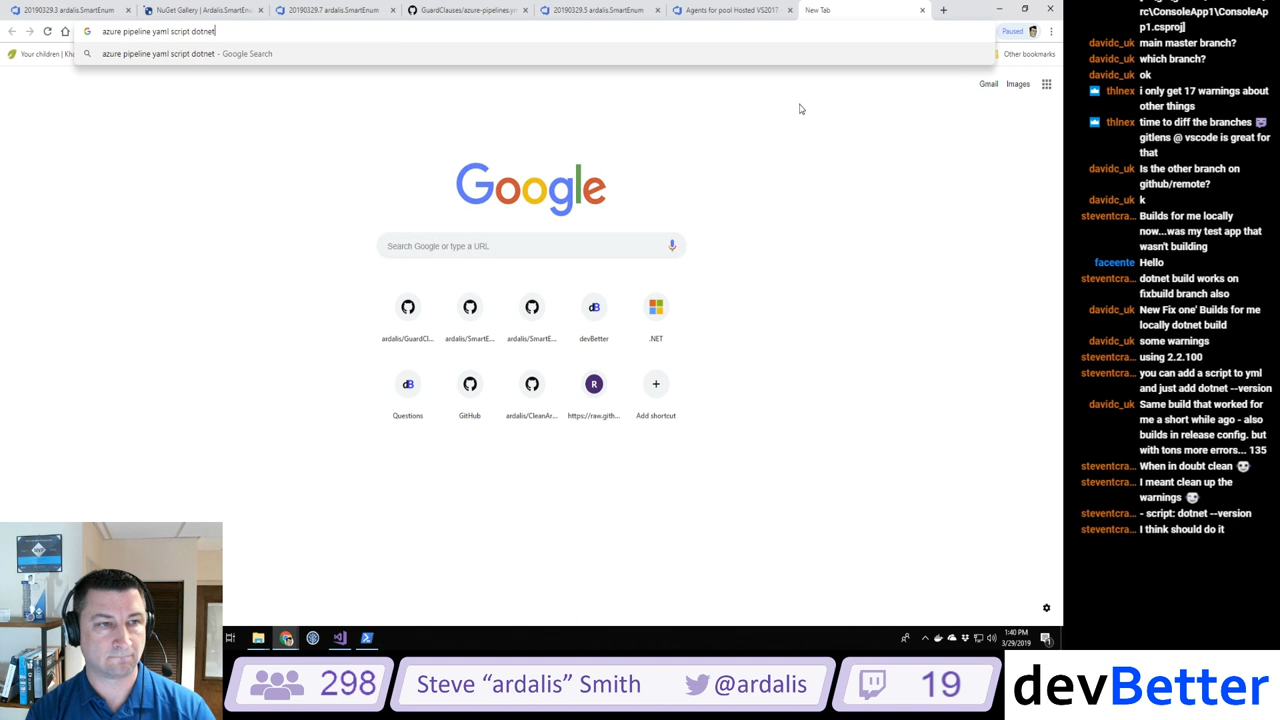 20190329.3 ardalis.SmartEnum
NuGet Gallery | Ardalis.SmartEn
20190329.7 ardalis.SmartEnum
GuardClauses/azure-pipelines.ym
20190329.5 ardalis.SmartEnum
Agents for pool Hosted VS2017 -
New Tab
azure pipeline yaml script dotnet
Paused
azure pipeline yaml script dotnet - Google Search
Your children | Kha
Other bookmarks
Gmail
Images
Google
Search Google or type a URL
ardalis/GuardCl...
ardalis/SmartE...
ardalis/SmartE...
devBetter
.NET
Questions
GitHub
ardalis/CleanAr...
https://raw.gith...
Add shortcut
1:40 PM
3/29/2019
rc\ConsoleApp1\ConsoleAp
p1.csproj]
davidc_uk main master branch?
davidc_uk which branch?
davidc_uk ok
thlnex i only get 17 warnings about
other things
thlnex time to diff the branches
gitlens @ vscode is great for
that
davidc_uk Is the other branch on
github/remote?
davidc_uk k
steventcra... Builds for me locally
now...was my test app that
wasn't building
faceente Hello
steventcra... dotnet build works on
fixbuild branch also
davidc_uk New Fix one' Builds for me
locally dotnet build
davidc_uk some warnings
steventcra... using 2.2.100
steventcra... you can add a script to yml
and just add dotnet --version
davidc_uk Same build that worked for
me a short while ago - also
builds in release config. but
with tons more errors... 135
steventcra... When in doubt clean
steventcra... I meant clean up the
warnings
steventcra... - script: dotnet --version
steventcra... I think should do it
298
Steve "ardalis" Smith
@ardalis
19
devBetter